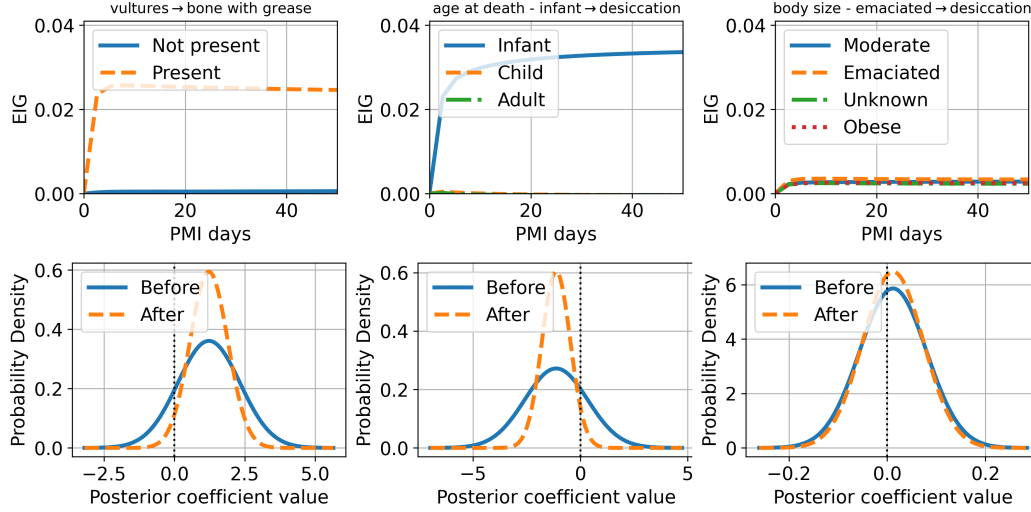 vultures→bone with grease
EIG
0.04
0.02
0.00
Not present
Present
0
20
40
PMI days
age at death - infant→desiccation
EIG
0.04
0.02
0.00
Infant
Child
Adult
0
20
40
PMI days
body size - emaciated→desiccation
EIG
0.04
0.02
0.00
Moderate
Emaciated
Unknown
Obese
0
20
40
PMI days
Probability Density
0.6
0.4
0.2
0.0
Before
After
−2.5
0.0
2.5
5.0
Posterior coefficient value
Probability Density
0.6
0.4
0.2
0.0
Before
After
−5
0
5
Posterior coefficient value
Probability Density
6
4
2
0
Before
After
−0.2
0.0
0.2
Posterior coefficient value